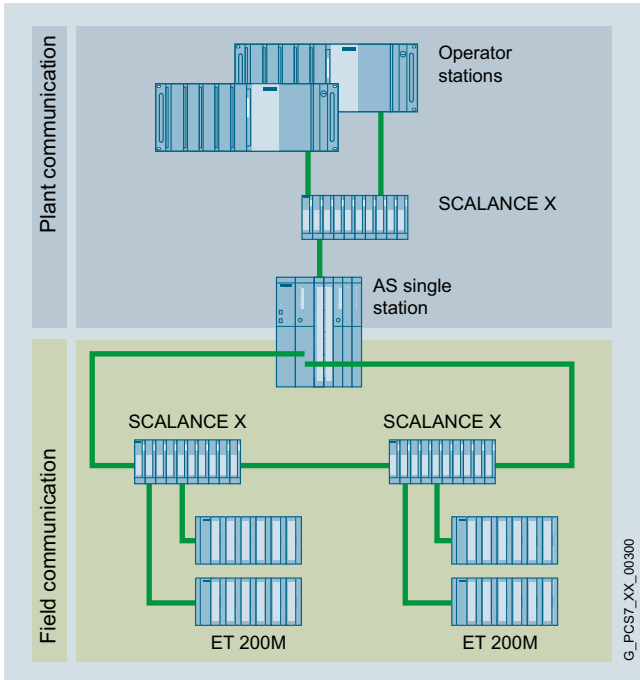 Plant communication
Operator
stations
SCALANCE X
AS single
station
Field communication
SCALANCE X
SCALANCE X
ET 200M
ET 200M
G_PCS7_XX_00300